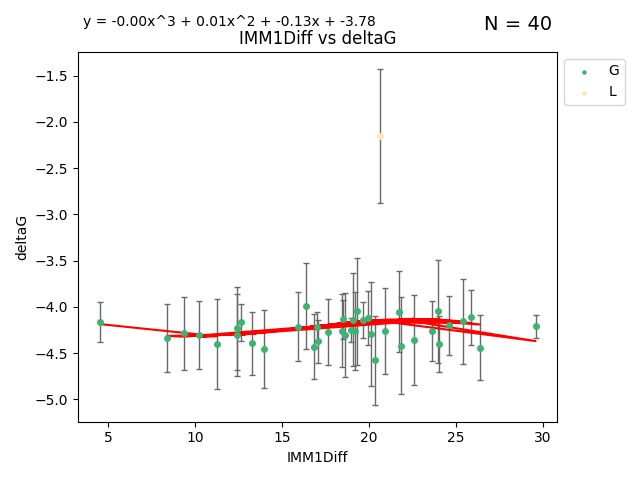 y = -0.00x^3 + 0.01x^2 + -0.13x + -3.78
N = 40
IMM1Diff vs deltaG
G
L
deltaG
−1.5
−2.0
−2.5
−3.0
−3.5
−4.0
−4.5
−5.0
5 10 15 20 25 30
IMM1Diff